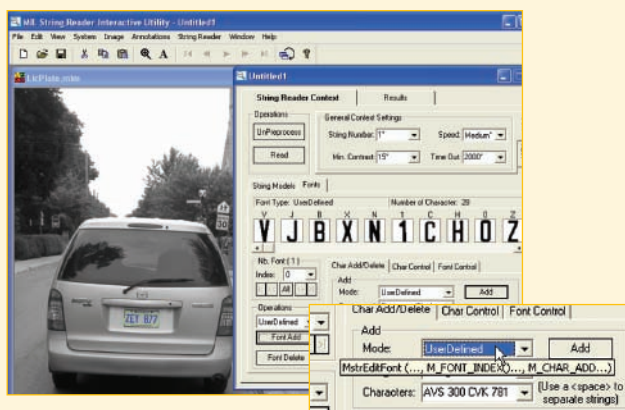 MIL String Reader Interactive Utility - Untitled1
File Edit View System Image Annotations String Reader Window Help
LicPlate.mim
Untitled1
String Reader Context Results
Operations
General Context Settings
UnPreprocess
String Number: 1* Speed: Medium*
Read
Min. Contrast: 15* Time Out: 2000*
String Models Fonts
Font Type: UserDefined Number of Character: 28
V J B X N 1 C H 0 Z
V J B X N 1 C H 0 Z
Nb. Font ( 1 )
Index: 0
All
Char Add/Delete Char Control Font Control
Add
Mode: UserDefined Add
Operations
UserDefined
Font Add
Font Delete
ZEY 877
30
Char Add/Delete Char Control Font Control
Add
Mode: UserDefined Add
MstrEditFont (..., M_FONT_INDEX()..., M_CHAR_ADD...)
Characters: AVS 300 CVK 781 (Use a <space> to
separate strings)